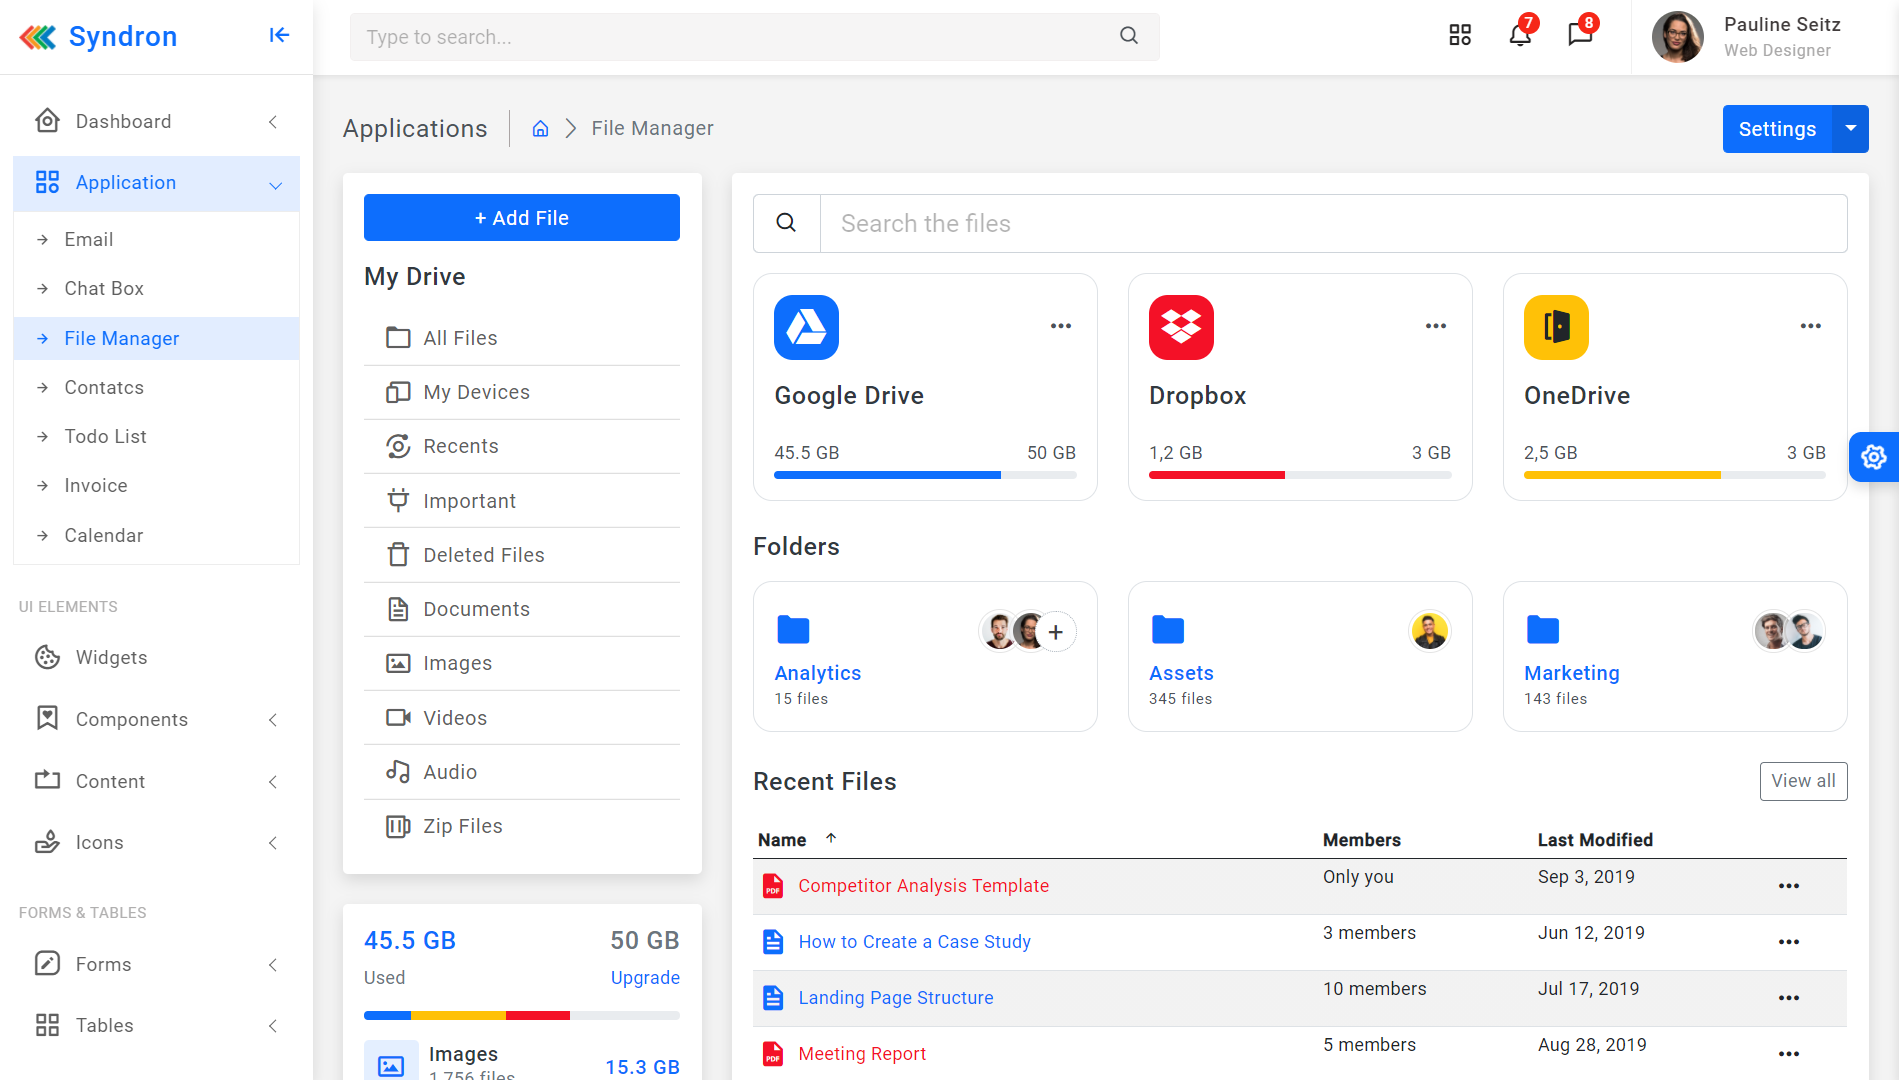 Syndron
Type to search...
7
8
Pauline Seitz
Web Designer
Dashboard
Application
Email
Chat Box
File Manager
Contatcs
Todo List
Invoice
Calendar
UI ELEMENTS
Widgets
Components
Content
Icons
FORMS & TABLES
Forms
Tables
Applications
File Manager
Settings
+ Add File
My Drive
All Files
My Devices
Recents
Important
Deleted Files
Documents
Images
Videos
Audio
Zip Files
45.5 GB 50 GB
Used Upgrade
Images
1,756 files
15.3 GB
Search the files
Google Drive
45.5 GB 50 GB
Dropbox
1,2 GB 3 GB
OneDrive
2,5 GB 3 GB
Folders
Analytics
15 files
Assets
345 files
Marketing
143 files
Recent Files
View all
Name Members Last Modified
PDF Competitor Analysis Template Only you Sep 3, 2019
How to Create a Case Study 3 members Jun 12, 2019
Landing Page Structure 10 members Jul 17, 2019
PDF Meeting Report 5 members Aug 28, 2019